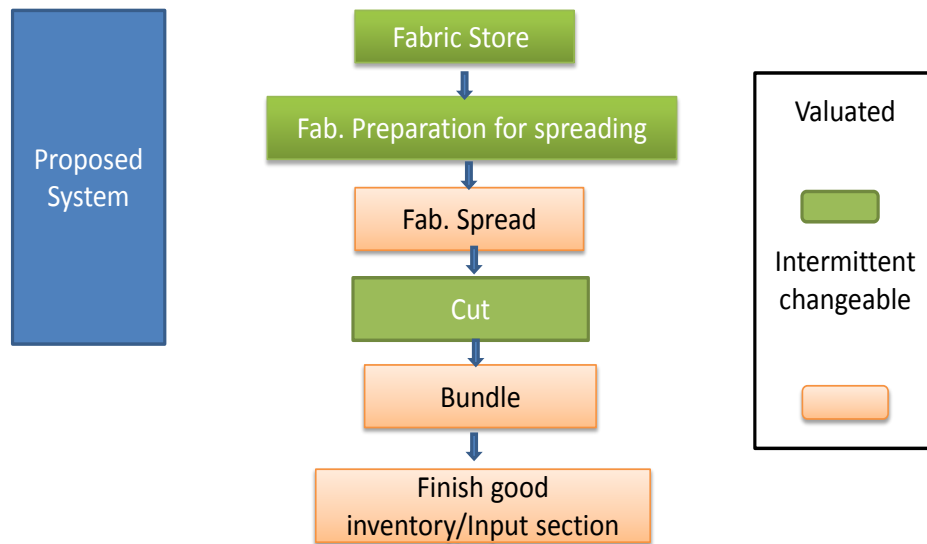 Proposed
System
Fabric Store
Fab. Preparation for spreading
Fab. Spread
Cut
Bundle
Finish good
inventory/Input section
Valuated
Intermittent
changeable